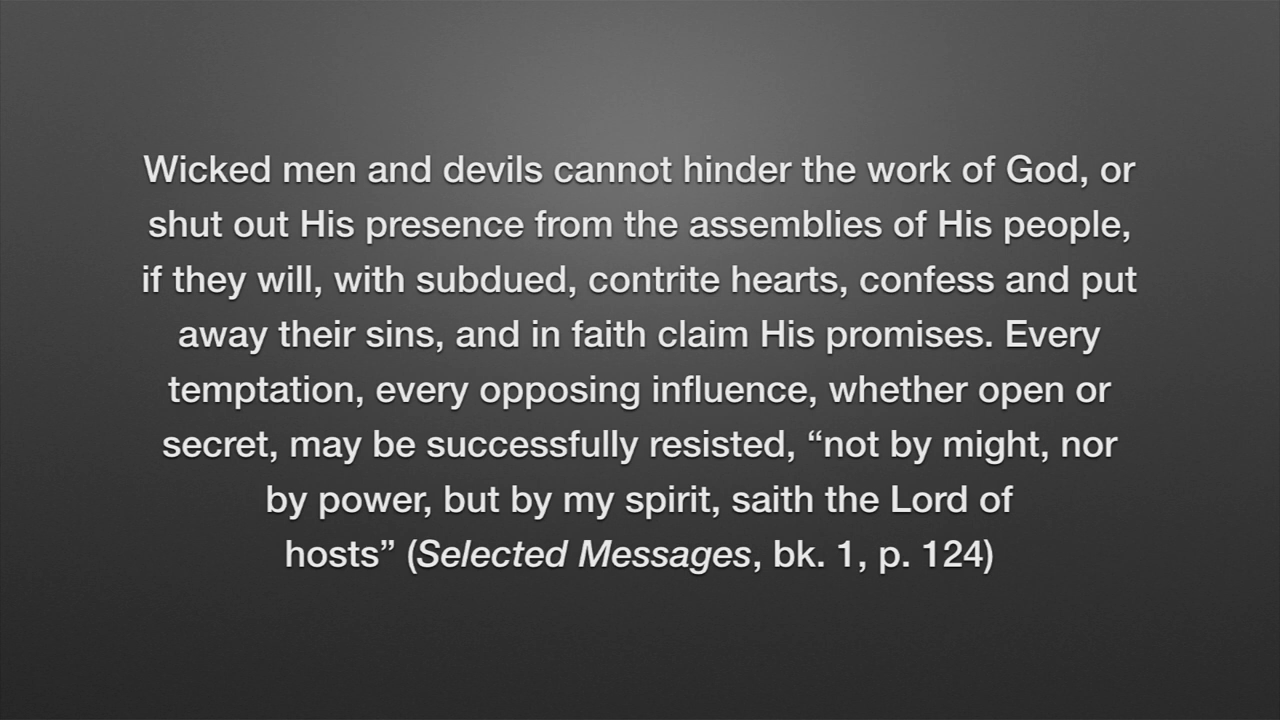 Wicked men and devils cannot hinder the work of God, or
shut out His presence from the assemblies of His people,
if they will, with subdued, contrite hearts, confess and put
away their sins, and in faith claim His promises. Every
temptation, every opposing influence, whether open or
secret, may be successfully resisted, “not by might, nor
by power, but by my spirit, saith the Lord of
hosts” (Selected Messages, bk. 1, p. 124)